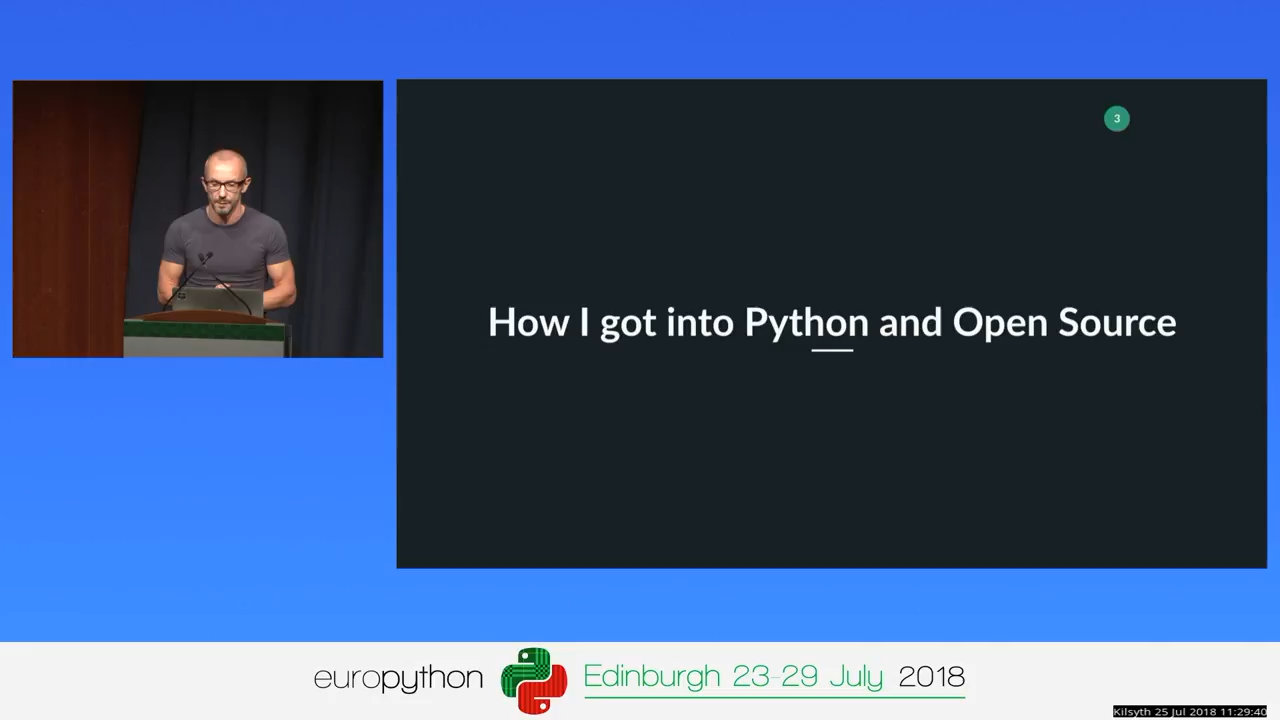 3
How I got into Python and Open Source
europython
Edinburgh 23-29 July 2018
Kilsyth 25 Jul 2018 11:29:40